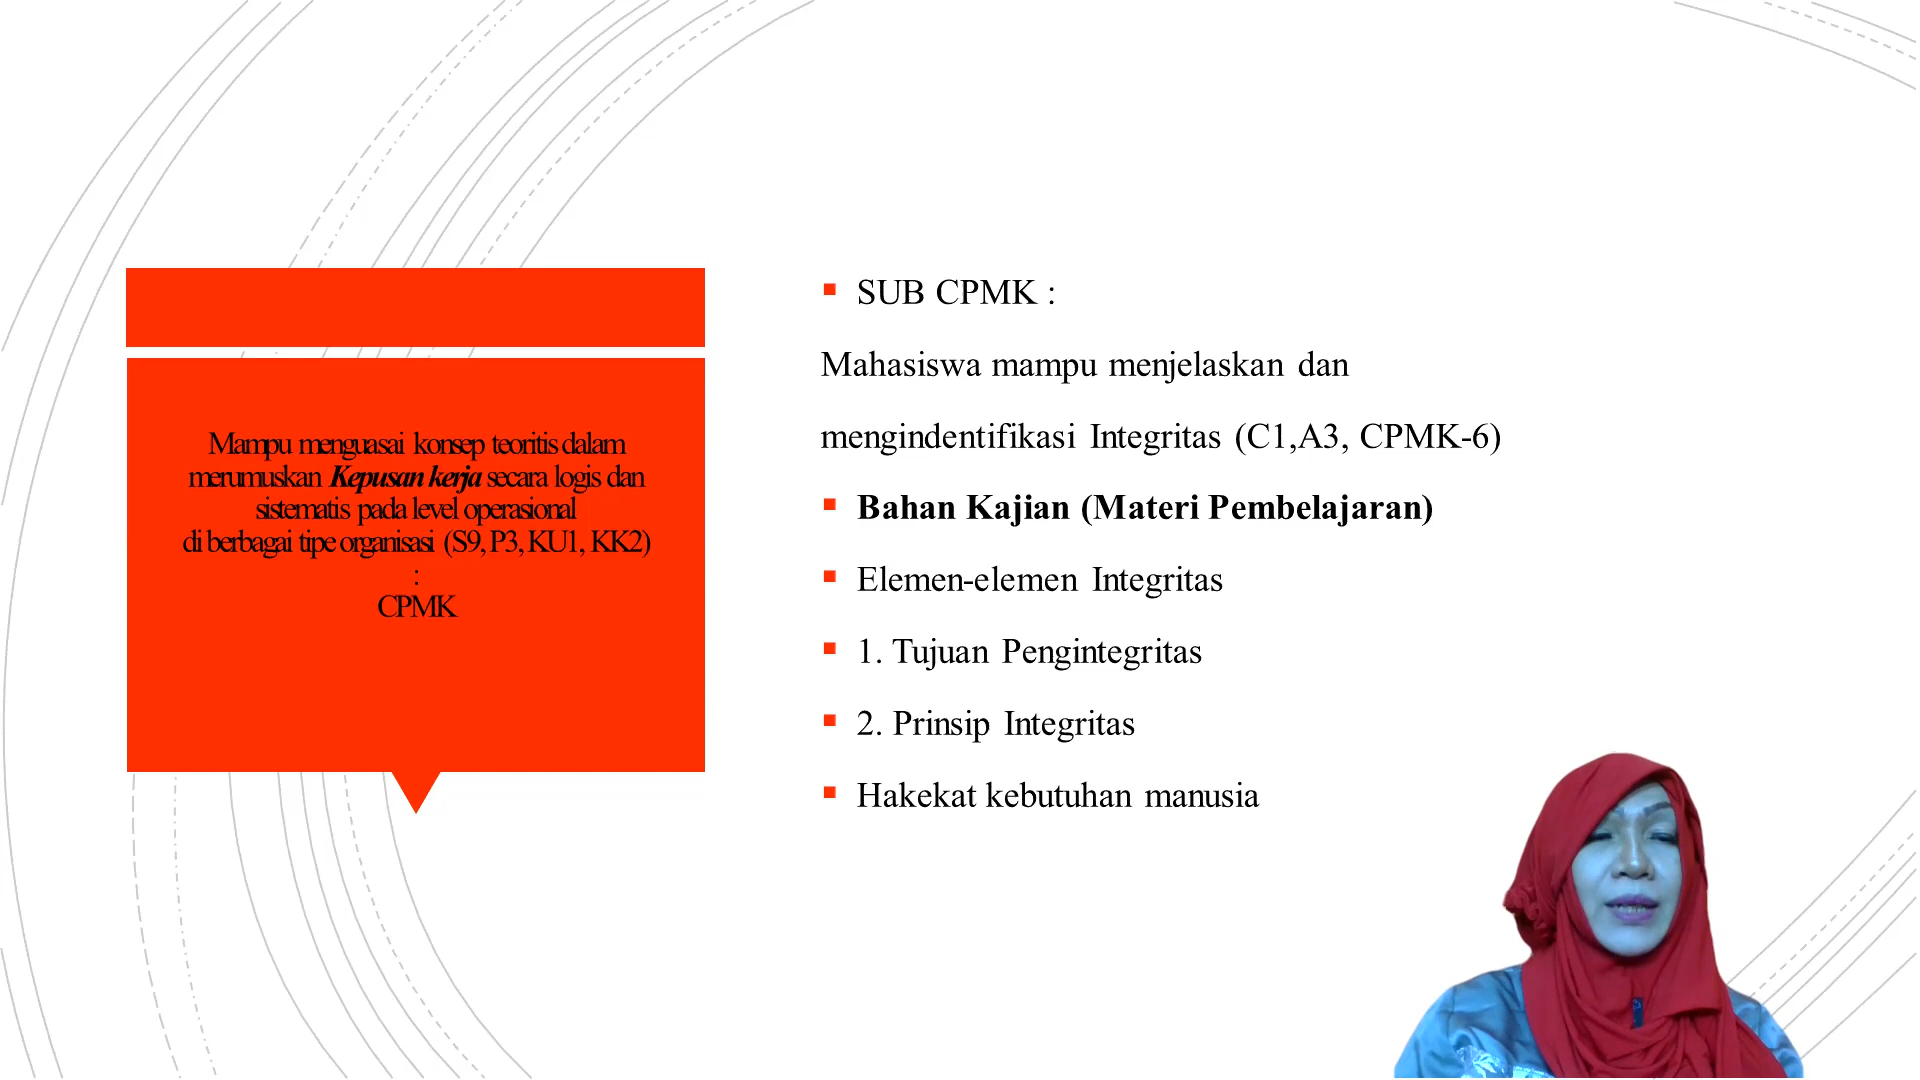 Mampu menguasai konsep teoritis dalam
merumuskan Kepusan kerja secara logis dan
sistematis pada level operasional
di berbagai tipe organisasi (S9, P3, KU1, KK2)
:
CPMK
▪ SUB CPMK :
Mahasiswa mampu menjelaskan dan
mengindentifikasi Integritas (C1,A3, CPMK-6)
▪ Bahan Kajian (Materi Pembelajaran)
▪ Elemen-elemen Integritas
▪ 1. Tujuan Pengintegritas
▪ 2. Prinsip Integritas
▪ Hakekat kebutuhan manusia